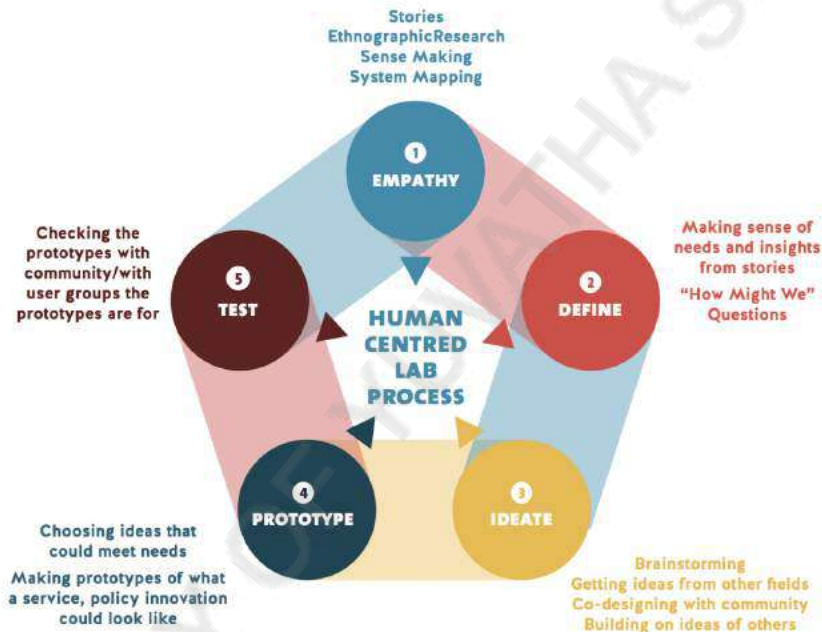 Stories
EthnographicResearch
Sense Making
System Mapping
1
EMPATHY
Making sense of
needs and insights
from stories
"How Might We"
Questions
2
DEFINE
3
IDEATE
Brainstorming
Getting ideas from other fields
Co-designing with community
Building on ideas of others
4
PROTOTYPE
Choosing ideas that
could meet needs
Making prototypes of what
a service, policy innovation
could look like
5
TEST
Checking the
prototypes with
community/with
user groups the
prototypes are for
HUMAN
CENTRED
LAB
PROCESS